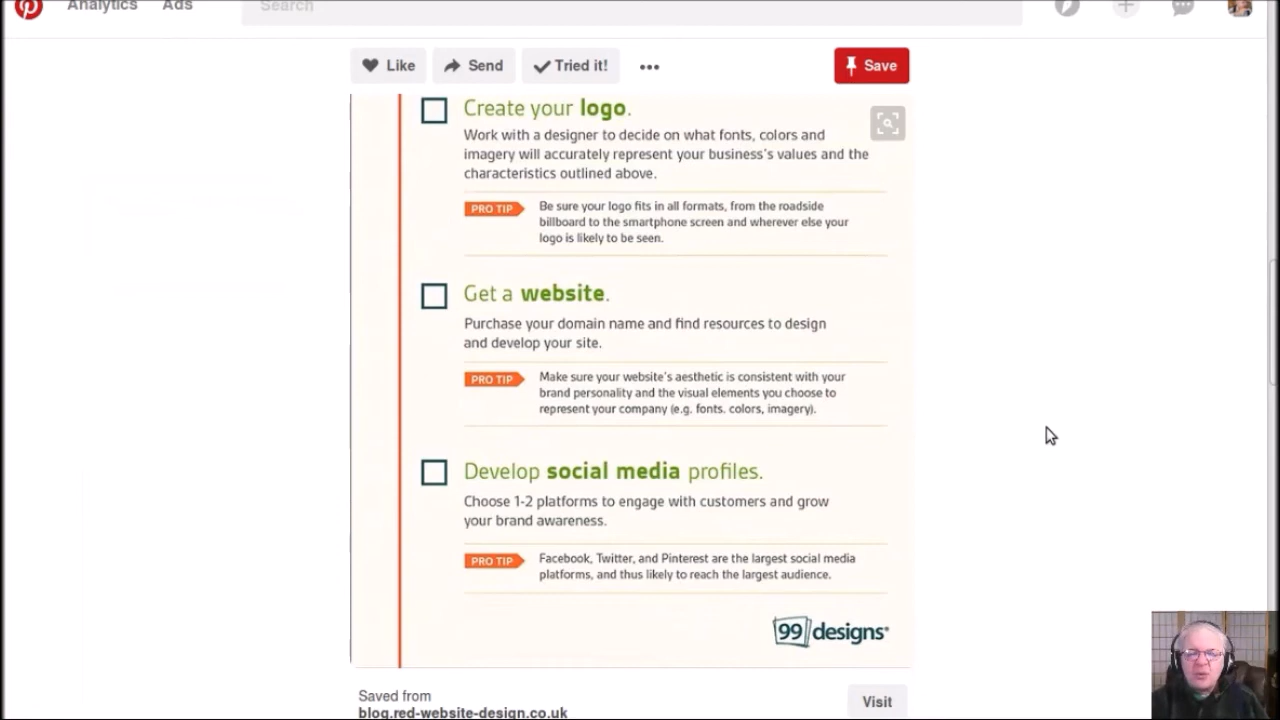 Analytics Ads Search
Like Send Tried it! Save
Create your logo.
Work with a designer to decide on what fonts, colors and
imagery will accurately represent your business's values and the
characteristics outlined above.
PRO TIP Be sure your logo fits in all formats, from the roadside
billboard to the smartphone screen and wherever else your
logo is likely to be seen.
Get a website.
Purchase your domain name and find resources to design
and develop your site.
PRO TIP Make sure your website's aesthetic is consistent with your
brand personality and the visual elements you choose to
represent your company (e.g. fonts. colors, imagery).
Develop social media profiles.
Choose 1-2 platforms to engage with customers and grow
your brand awareness.
PRO TIP Facebook, Twitter, and Pinterest are the largest social media
platforms, and thus likely to reach the largest audience.
99designs®
Saved from
blog.red-website-design.co.uk
Visit